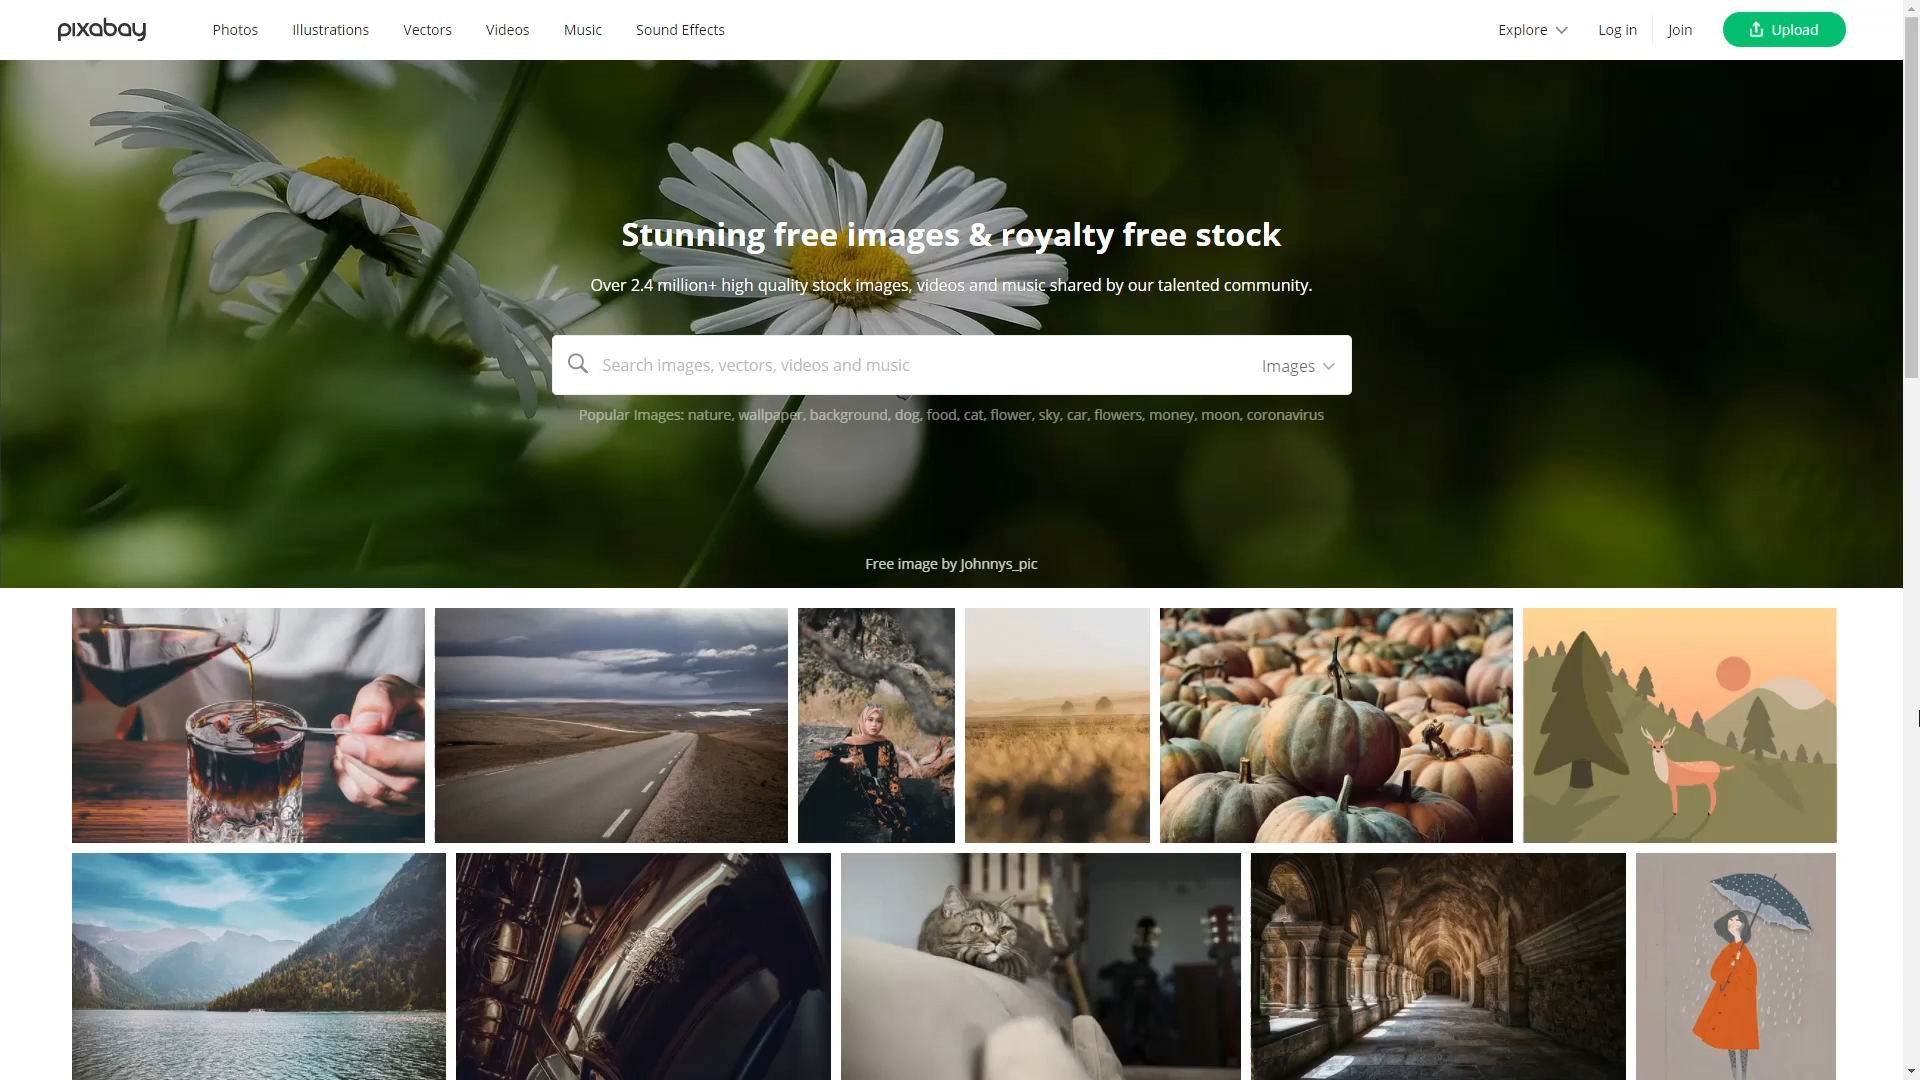 pixabay Photos Illustrations Vectors Videos Music Sound Effects Explore Log in Join Upload
Stunning free images & royalty free stock
Over 2.4 million+ high quality stock images, videos and music shared by our talented community.
Search images, vectors, videos and music Images
Popular Images: nature, wallpaper, background, dog, food, cat, flower, sky, car, flowers, money, moon, coronavirus
Free image by Johnnys_pic